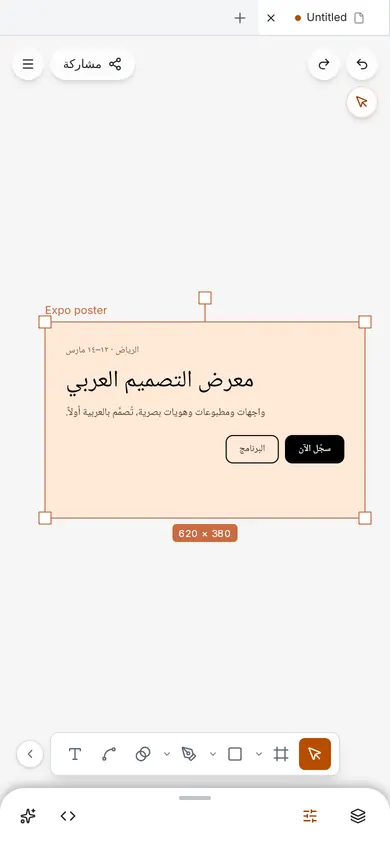 Untitled
مشاركة
Expo poster
الرياض · ١٢–١٤ مارس
معرض التصميم العربي
واجهات ومطبوعات وهويات بصرية، تُصمَّم بالعربية أولاً.
سجّل الآن
البرنامج
620 × 380